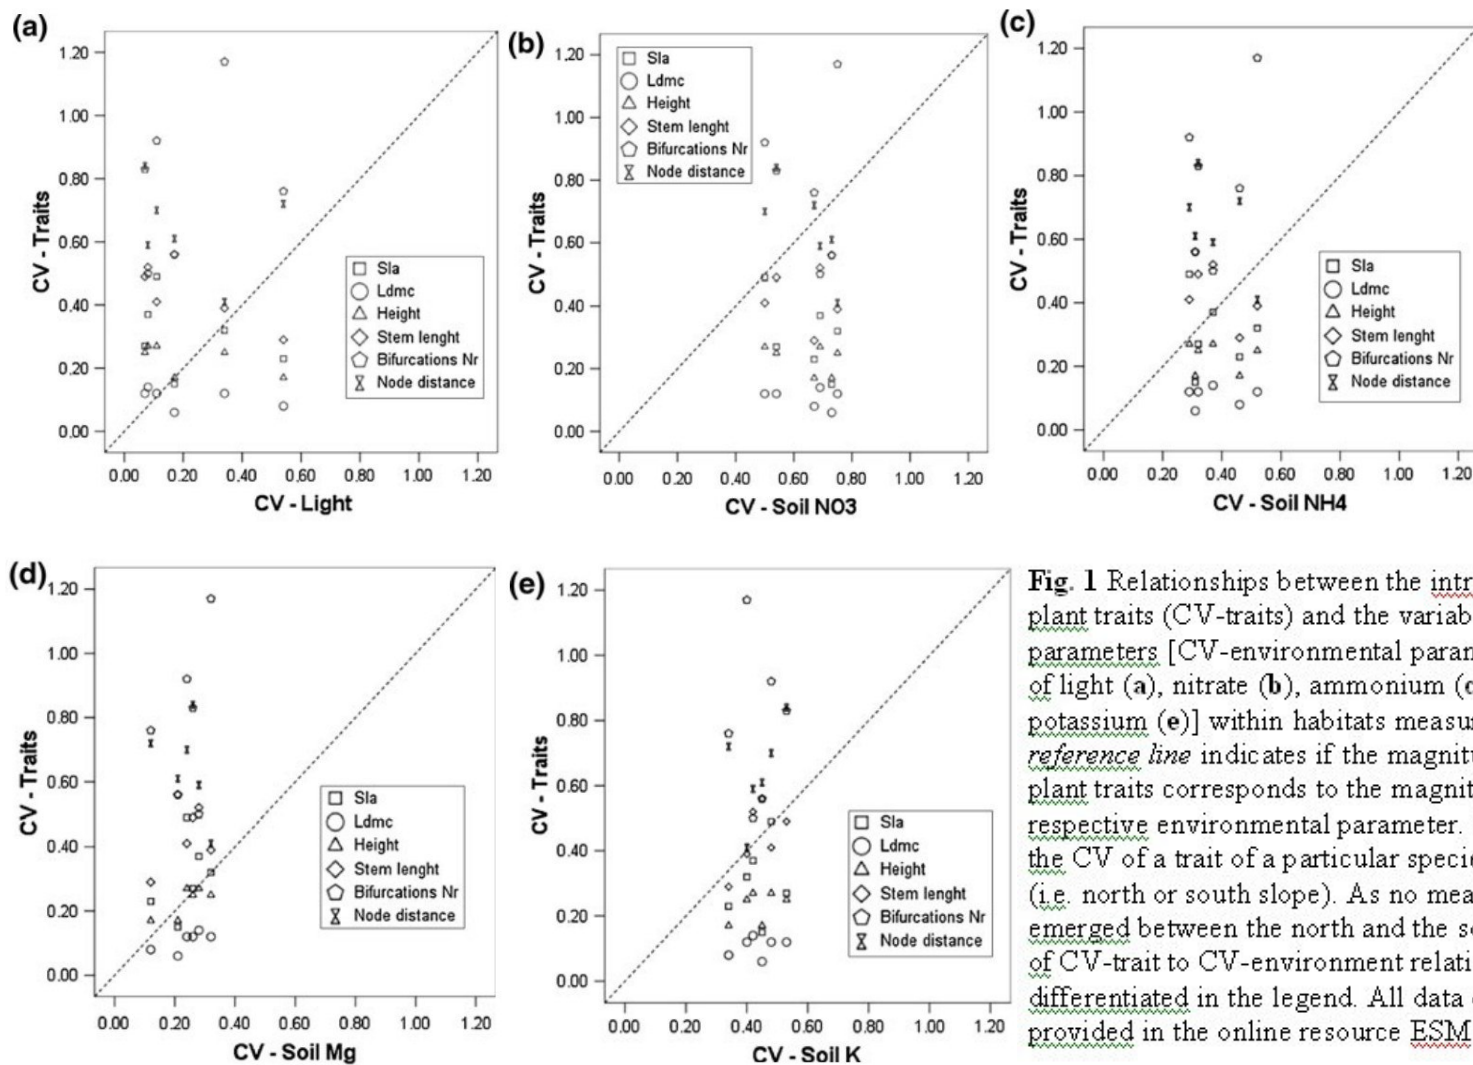 (a)
1.20
1.00
0.80
0.60
0.40
0.20
0.00
CV - Traits
Sla
Ldmc
Height
Stem lenght
Bifurcations Nr
Node distance
0.00 0.20 0.40 0.60 0.80 1.00 1.20
CV - Light
(b)
1.20
1.00
0.80
0.60
0.40
0.20
0.00
CV - Traits
Sla
Ldmc
Height
Stem lenght
Bifurcations Nr
Node distance
0.00 0.20 0.40 0.60 0.80 1.00 1.20
CV - Soil NO3
(c)
1.20
1.00
0.80
0.60
0.40
0.20
0.00
CV - Traits
Sla
Ldmc
Height
Stem lenght
Bifurcations Nr
Node distance
0.00 0.20 0.40 0.60 0.80 1.00 1.20
CV - Soil NH4
(d)
1.20
1.00
0.80
0.60
0.40
0.20
0.00
CV - Traits
Sla
Ldmc
Height
Stem lenght
Bifurcations Nr
Node distance
0.00 0.20 0.40 0.60 0.80 1.00 1.20
CV - Soil Mg
(e)
1.20
1.00
0.80
0.60
0.40
0.20
0.00
CV - Traits
Sla
Ldmc
Height
Stem lenght
Bifurcations Nr
Node distance
0.00 0.20 0.40 0.60 0.80 1.00 1.20
CV - Soil K
Fig. 1 Relationships between the intr
plant traits (CV-traits) and the variab
parameters [CV-environmental paran
of light (a), nitrate (b), ammonium (
potassium (e)] within habitats measu
reference line indicates if the magnitu
plant traits corresponds to the magnit
respective environmental parameter.
the CV of a trait of a particular speci
(i.e. north or south slope). As no mea
emerged between the north and the s
of CV-trait to CV-environment relati
differentiated in the legend. All data
provided in the online resource ESM